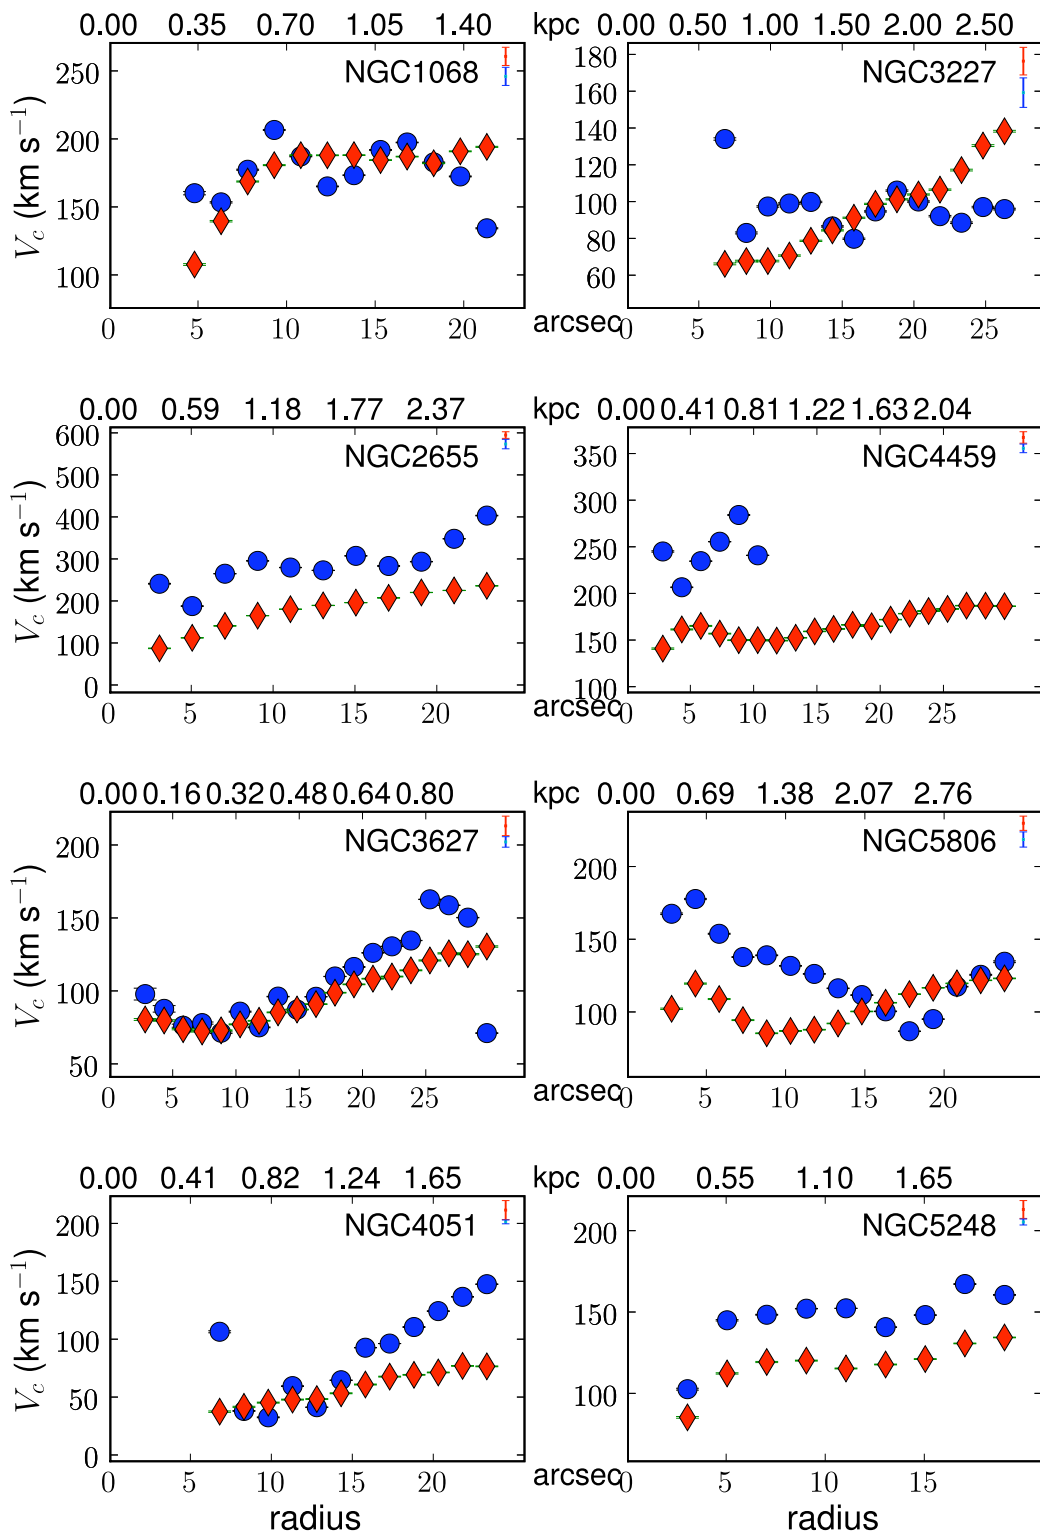 0.00 0.35 0.70 1.05 1.40 kpc 0.00 0.50 1.00 1.50 2.00 2.50
NGC1068
V_c (km s⁻¹)
250
200
150
100
0 5 10 15 20
NGC3227
180
160
140
120
100
80
60
arcsec 0 5 10 15 20 25
0.00 0.59 1.18 1.77 2.37 kpc 0.00 0.41 0.81 1.22 1.63 2.04
NGC2655
V_c (km s⁻¹)
600
500
400
300
200
100
0
0 5 10 15 20
NGC4459
350
300
250
200
150
100
arcsec 0 5 10 15 20 25
0.00 0.16 0.32 0.48 0.64 0.80 kpc 0.00 0.69 1.38 2.07 2.76
NGC3627
V_c (km s⁻¹)
200
150
100
50
0 5 10 15 20 25
NGC5806
200
150
100
arcsec 0 5 10 15 20
0.00 0.41 0.82 1.24 1.65 kpc 0.00 0.55 1.10 1.65
NGC4051
V_c (km s⁻¹)
200
150
100
50
0
0 5 10 15 20
radius
NGC5248
200
150
100
arcsec 0 5 10 15
radius